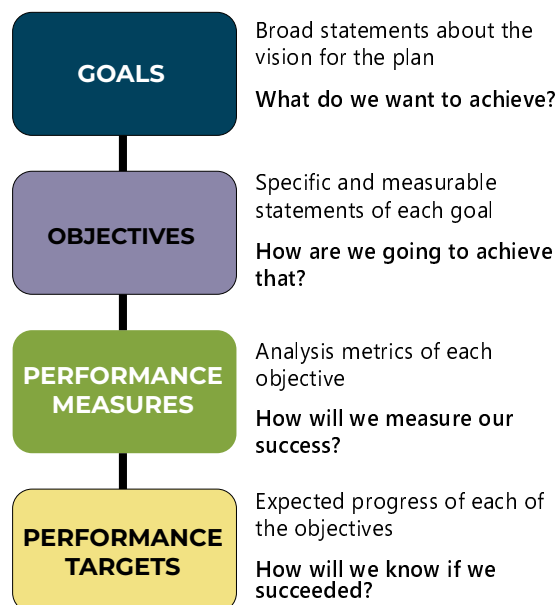 GOALS
Broad statements about the
vision for the plan
What do we want to achieve?
OBJECTIVES
Specific and measurable
statements of each goal
How are we going to achieve
that?
PERFORMANCE
MEASURES
Analysis metrics of each
objective
How will we measure our
success?
PERFORMANCE
TARGETS
Expected progress of each of
the objectives
How will we know if we
succeeded?